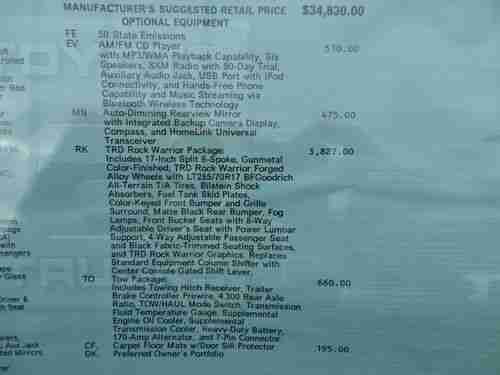 MANUFACTURER'S SUGGESTED RETAIL PRICE $34,830.00
OPTIONAL EQUIPMENT
FE 50 State Emissions
EV AM/FM CD Player 510.00
with MP3/WMA Playback Capability, Six
Speakers, SXM Radio with 90-Day Trial,
Auxiliary Audio Jack, USB Port with iPod
Connectivity, and Hands-Free Phone
Capability and Music Streaming via
Bluetooth Wireless Technology
MN Auto-Dimming Rearview Mirror 475.00
with Integrated Backup Camera Display,
Compass, and HomeLink Universal
Transceiver
RK TRD Rock Warrior Package: 3,827.00
Includes 17-Inch Split 6-Spoke, Gunmetal
Color-Finished, TRD Rock Warrior Forged
Alloy Wheels with LT285/70R17 BFGoodrich
All-Terrain T/A Tires, Bilstein Shock
Absorbers, Fuel Tank Skid Plates,
Color-Keyed Front Bumper and Grille
Surround, Matte Black Rear Bumper, Fog
Lamps, Front Bucket Seats with 8-Way
Adjustable Driver's Seat with Power Lumbar
Support, 4-Way Adjustable Passenger Seat
and Black Fabric-Trimmed Seating Surfaces,
and TRD Rock Warrior Graphics. Replaces
Standard Equipment Column Shifter with
Center Console Gated Shift Lever.
TO Tow Package: 660.00
Includes Towing Hitch Receiver, Trailer
Brake Controller Prewire, 4.300 Rear Axle
Ratio, TOW/HAUL Mode Switch, Transmission
Fluid Temperature Gauge, Supplemental
Engine Oil Cooler, Supplemental
Transmission Cooler, Heavy-Duty Battery,
170-Amp Alternator, and 7-Pin Connector.
CF. Carpet Floor Mats w/Door Sill Protector 195.00
DK. Preferred Owner's Portfolio